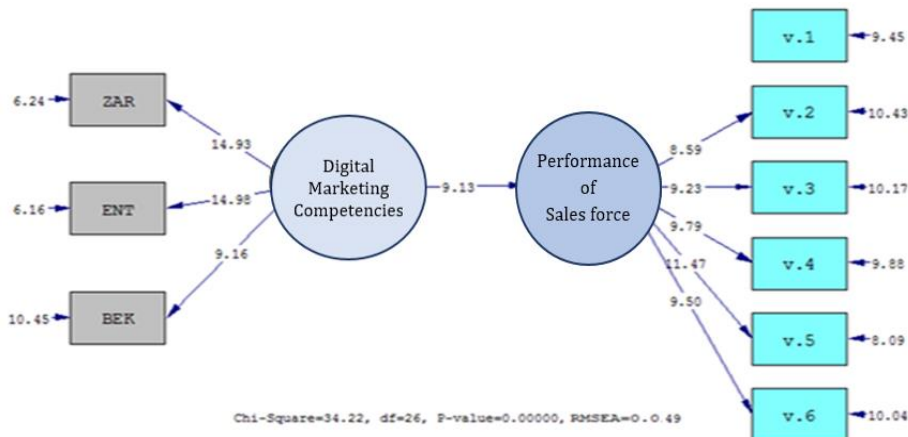 v.1
9.45
6.24
ZAR
v.2
10.43
14.93
8.59
Digital
Marketing
Competencies
Performance
of
Sales force
6.16
ENT
14.98
9.13
9.23
v.3
10.17
9.16
9.79
v.4
9.88
11.47
9.50
10.45
BEK
v.5
8.09
v.6
10.04
Chi-Square=34.22, df=26, P-value=0.00000, RMSEA=0.0.49